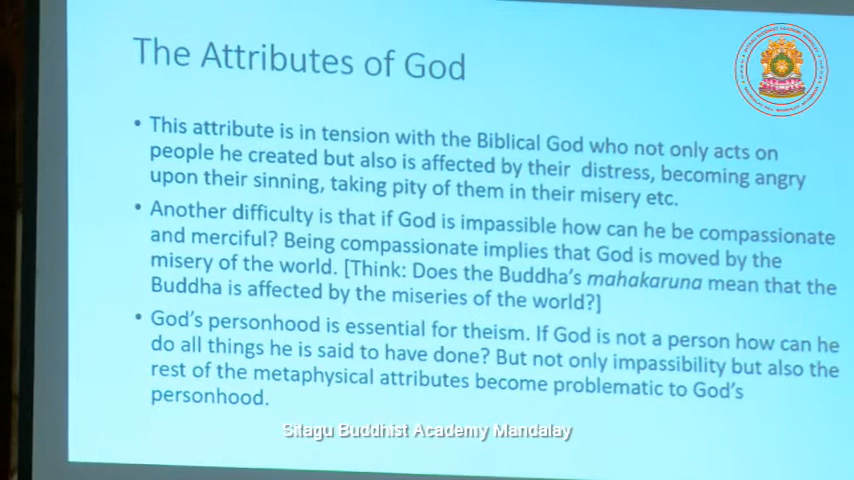 The Attributes of God
• This attribute is in tension with the Biblical God who not only acts on
people he created but also is affected by their distress, becoming angry
upon their sinning, taking pity of them in their misery etc.
• Another difficulty is that if God is impassible how can he be compassionate
and merciful? Being compassionate implies that God is moved by the
misery of the world. [Think: Does the Buddha's mahakaruna mean that the
Buddha is affected by the miseries of the world?]
• God's personhood is essential for theism. If God is not a person how can he
do all things he is said to have done? But not only impassibility but also the
rest of the metaphysical attributes become problematic to God's
personhood.
Sitagu Buddhist Academy Mandalay